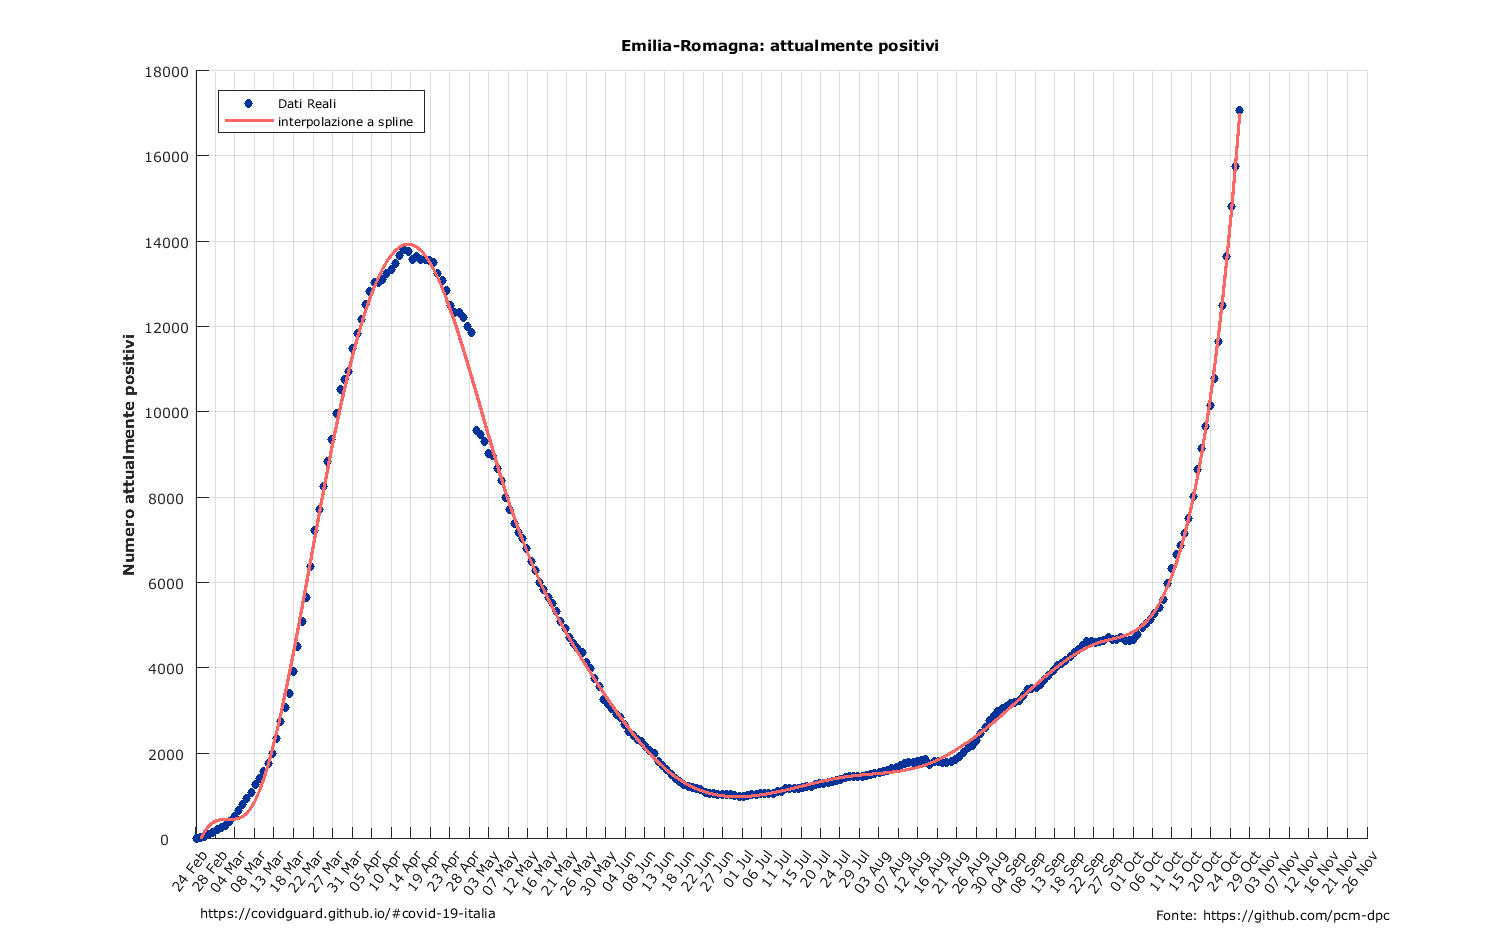 Emilia-Romagna: attualmente positivi
18000
16000
14000
12000
10000
8000
6000
4000
2000
0
Numero attualmente positivi
Dati Reali
interpolazione a spline
24 Feb
28 Feb
04 Mar
08 Mar
13 Mar
18 Mar
22 Mar
27 Mar
31 Mar
05 Apr
10 Apr
14 Apr
19 Apr
23 Apr
28 Apr
03 May
07 May
12 May
16 May
21 May
26 May
30 May
04 Jun
08 Jun
13 Jun
18 Jun
22 Jun
27 Jun
01 Jul
06 Jul
11 Jul
15 Jul
20 Jul
24 Jul
29 Jul
03 Aug
07 Aug
12 Aug
16 Aug
21 Aug
26 Aug
30 Aug
04 Sep
08 Sep
13 Sep
18 Sep
22 Sep
27 Sep
01 Oct
06 Oct
11 Oct
15 Oct
20 Oct
24 Oct
29 Oct
03 Nov
07 Nov
12 Nov
16 Nov
21 Nov
26 Nov
https://covidguard.github.io/#covid-19-italia
Fonte: https://github.com/pcm-dpc